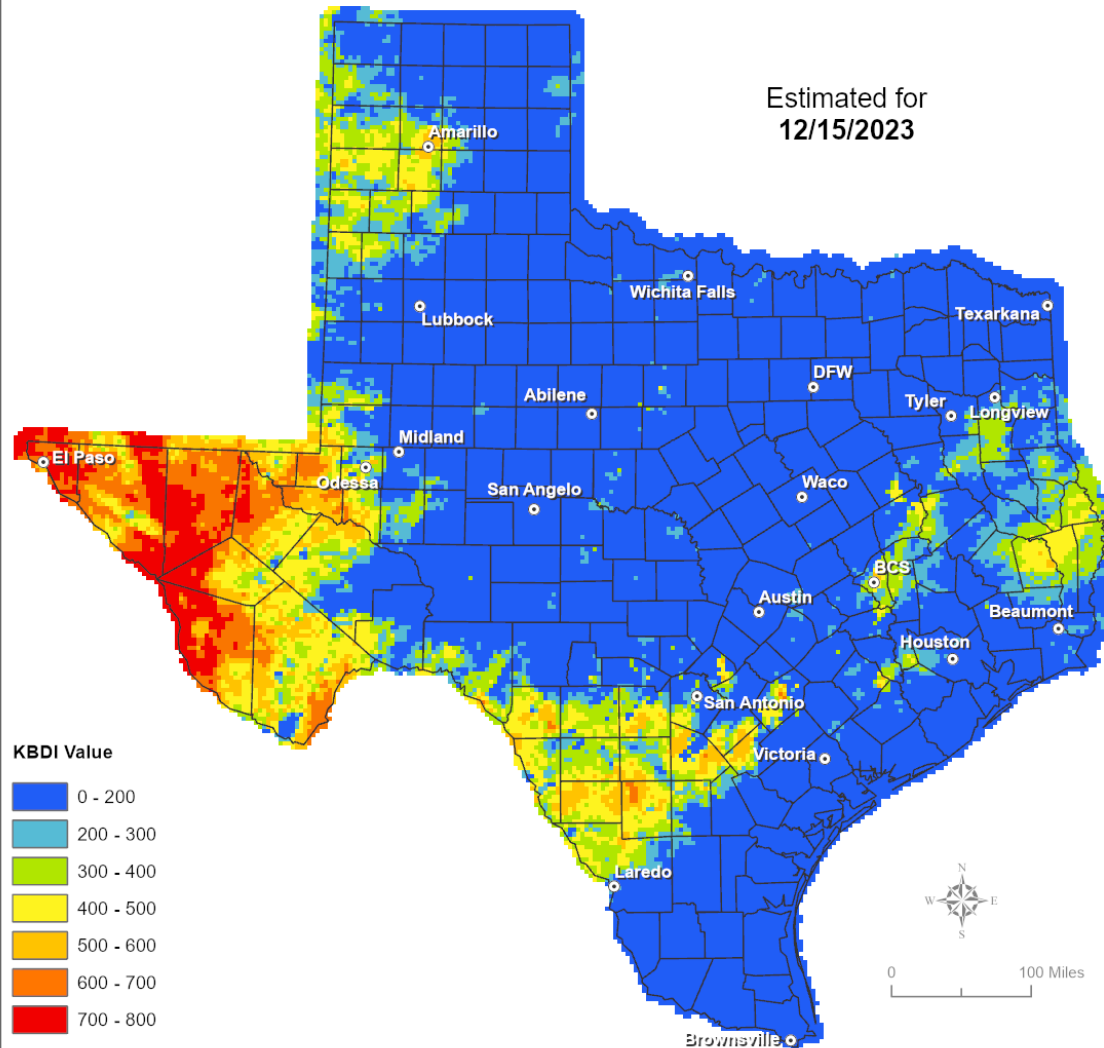 Estimated for
12/15/2023
Amarillo
Wichita Falls
Lubbock
Texarkana
DFW
Abilene
Tyler
Longview
Midland
El Paso
Odessa
San Angelo
Waco
BCS
Austin
Beaumont
Houston
San Antonio
Victoria
KBDI Value
0 - 200
200 - 300
300 - 400
400 - 500
500 - 600
600 - 700
700 - 800
Laredo
N
W E
S
0 100 Miles
Brownsville